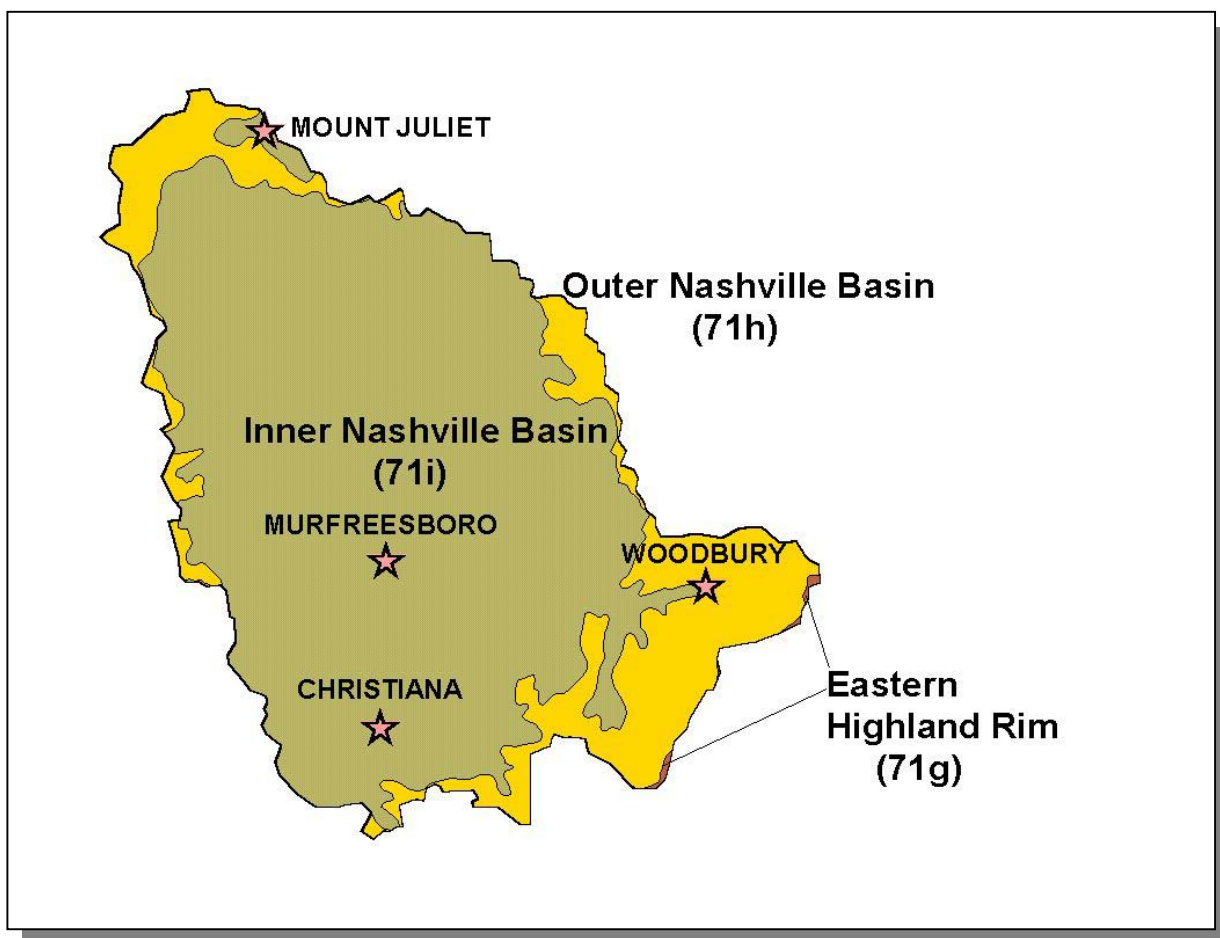 MOUNT JULIET
Outer Nashville Basin
(71h)
Inner Nashville Basin
(71i)
MURFREESBORO
WOODBURY
CHRISTIANA
Eastern
Highland Rim
(71g)